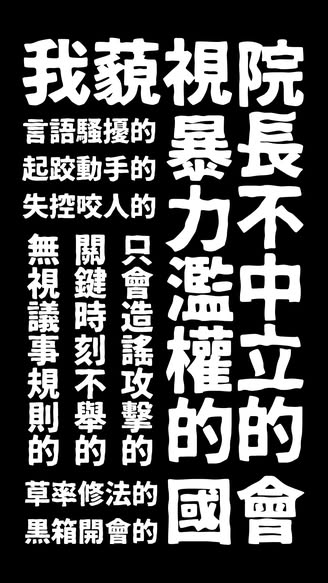 我藐視
院長不中立的
暴力濫權的
言語騷擾的
起跤動手的
失控咬人的
只會造謠攻擊的
關鍵時刻不舉的
無視議事規則的
草率修法的
黑箱開會的
國會